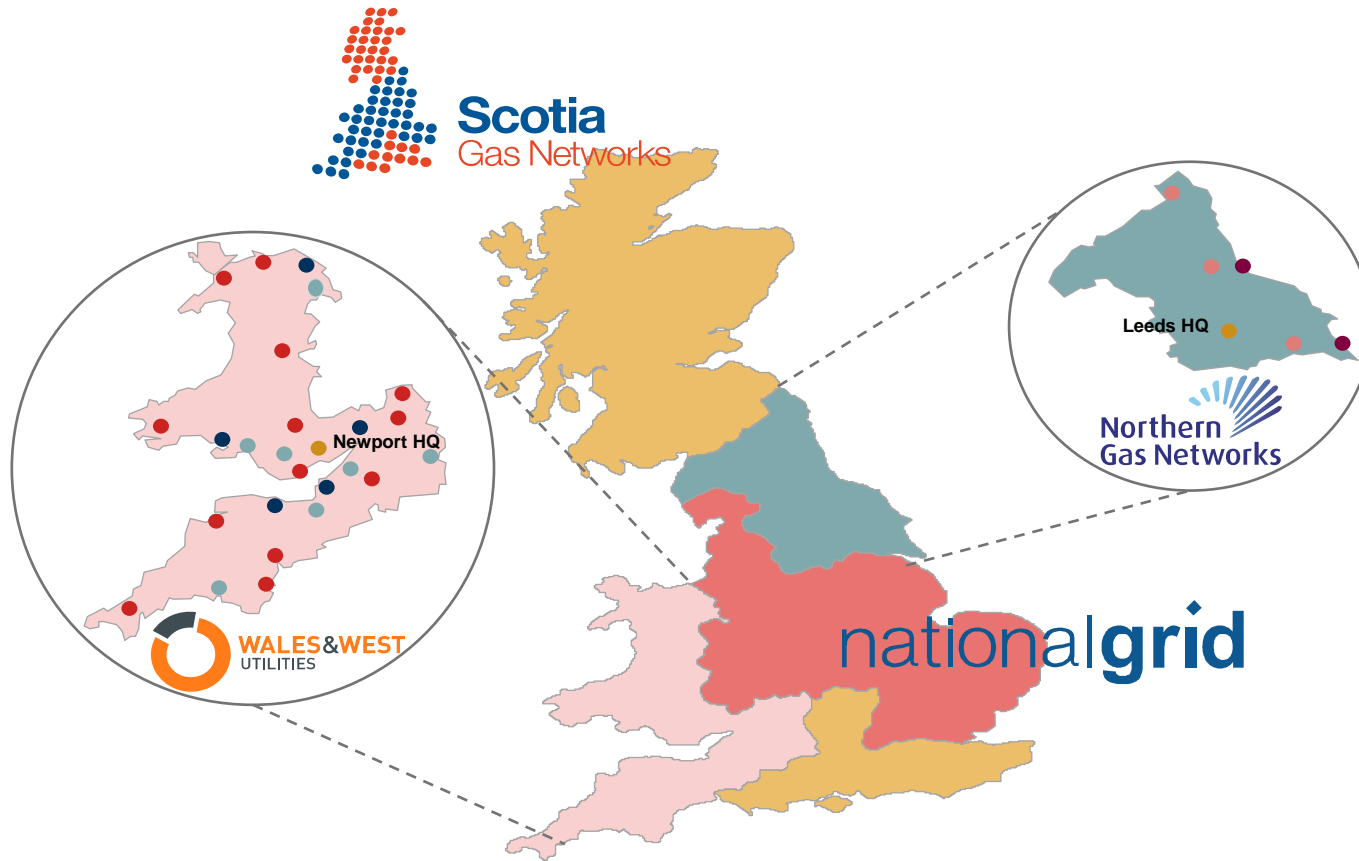 Scotia
Gas Networks
Leeds HQ
Northern
Gas Networks
Newport HQ
WALES&WEST
UTILITIES
nationalgrid